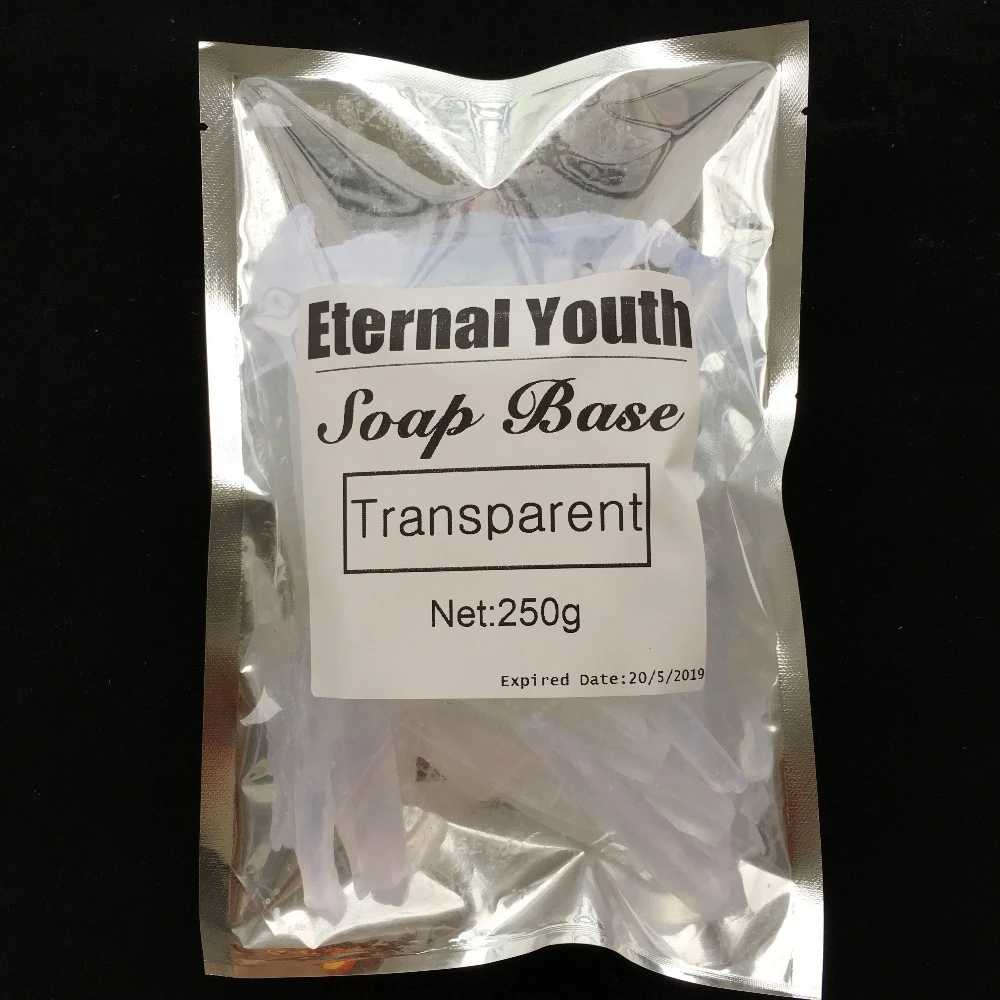 Eternal Youth
Soap Base
Transparent
Net:250g
Expired Date:20/5/2019